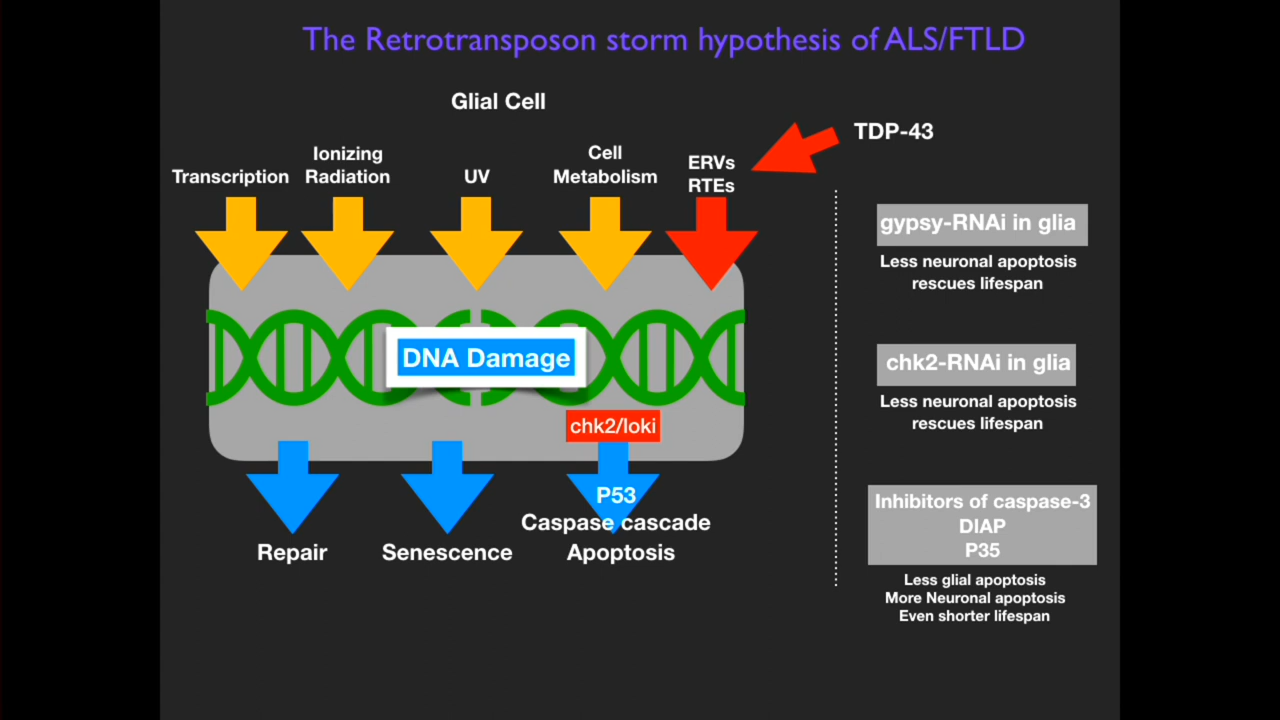 The Retrotransposon storm hypothesis of ALS/FTLD
Glial Cell
TDP-43
Transcription
Ionizing
Radiation
UV
Cell
Metabolism
ERVs
RTEs
DNA Damage
chk2/loki
P53
Caspase cascade
Repair
Senescence
Apoptosis
gypsy-RNAi in glia
Less neuronal apoptosis
rescues lifespan
chk2-RNAi in glia
Less neuronal apoptosis
rescues lifespan
Inhibitors of caspase-3
DIAP
P35
Less glial apoptosis
More Neuronal apoptosis
Even shorter lifespan